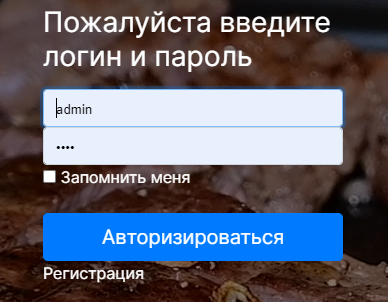 Пожалуйста введите
логин и пароль
admin
••••
Запомнить меня
Авторизироваться
Регистрация